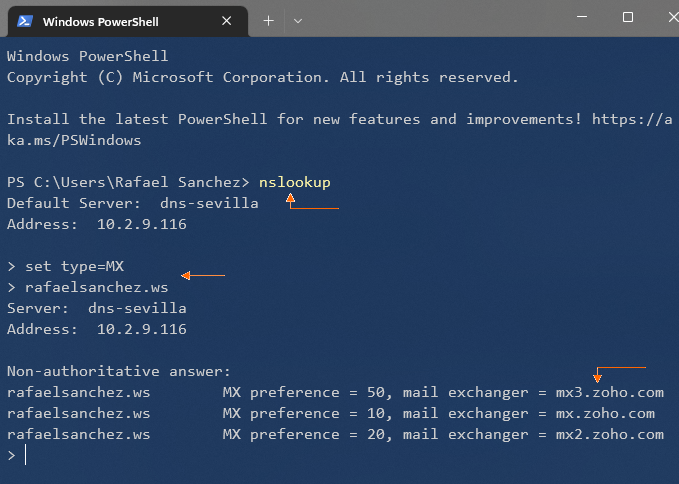 Windows PowerShell
Windows PowerShell
Copyright (C) Microsoft Corporation. All rights reserved.
Install the latest PowerShell for new features and improvements! https://a
ka.ms/PSWindows
PS C:\Users\Rafael Sanchez> nslookup
Default Server:  dns-sevilla
Address:  10.2.9.116
> set type=MX
> rafaelsanchez.ws
Server:  dns-sevilla
Address:  10.2.9.116
Non-authoritative answer:
rafaelsanchez.ws        MX preference = 50, mail exchanger = mx3.zoho.com
rafaelsanchez.ws        MX preference = 10, mail exchanger = mx.zoho.com
rafaelsanchez.ws        MX preference = 20, mail exchanger = mx2.zoho.com
>